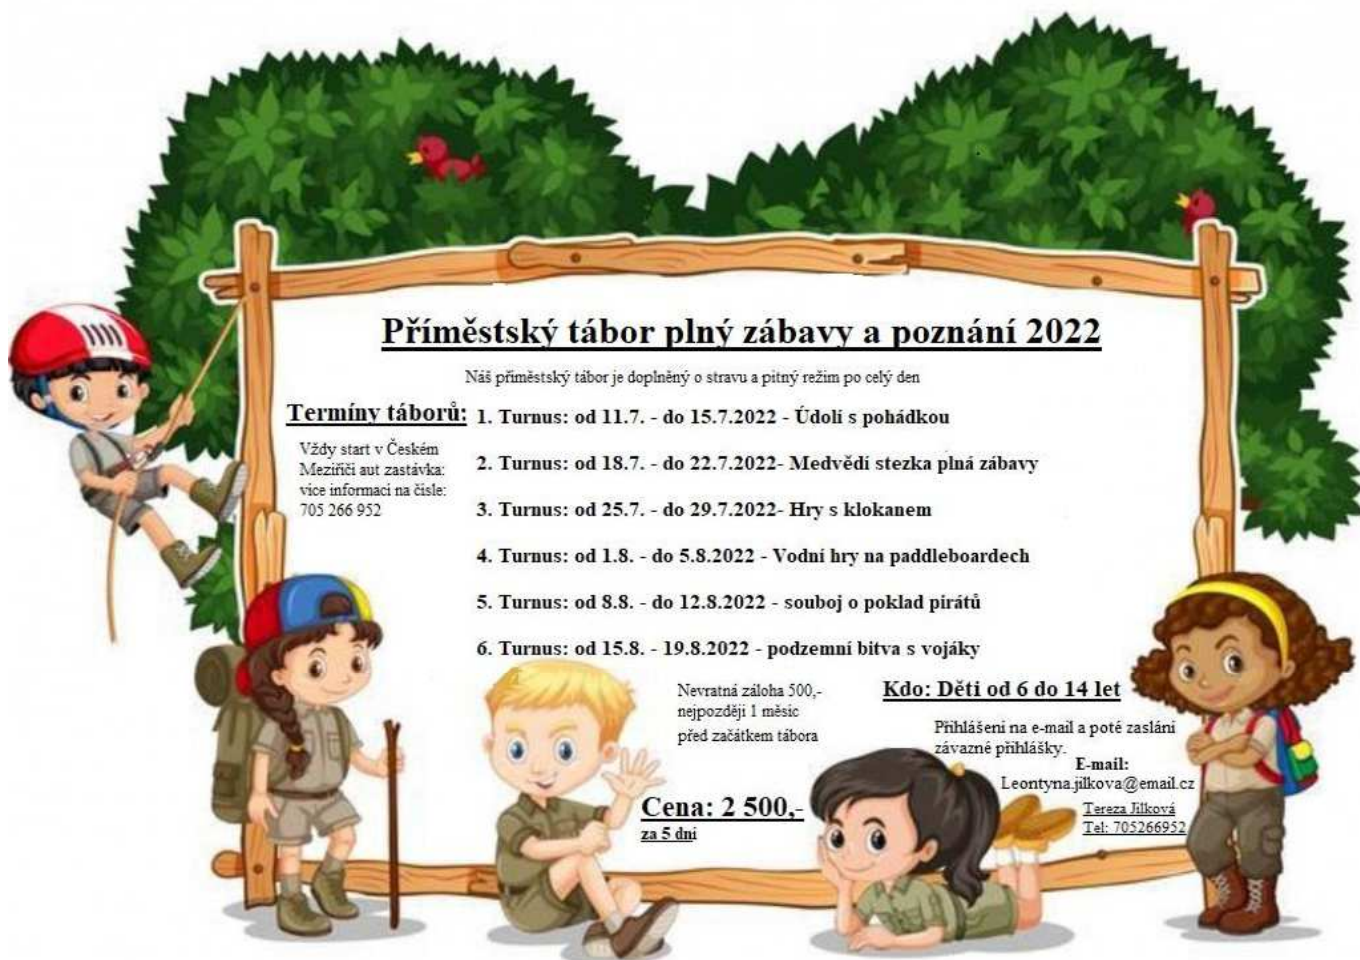 Příměstský tábor plný zábavy a poznání 2022
Náš příměstský tábor je doplněný o stravu a pitný režim po celý den
Termíny táborů:
Vždy start v Českém
Meziříčí aut zastávka:
více informací na čísle:
705 266 952
1. Turnus: od 11.7. - do 15.7.2022 - Údolí s pohádkou
2. Turnus: od 18.7. - do 22.7.2022- Medvědí stezka plná zábavy
3. Turnus: od 25.7. - do 29.7.2022- Hry s klokanem
4. Turnus: od 1.8. - do 5.8.2022 - Vodní hry na paddleboardech
5. Turnus: od 8.8. - do 12.8.2022 - souboj o poklad pirátů
6. Turnus: od 15.8. - 19.8.2022 - podzemní bitva s vojáky
Nevratná záloha 500,-
nejpozději 1 měsíc
před začátkem tábora
Cena: 2 500,-
za 5 dní
Kdo: Děti od 6 do 14 let
Přihlášení na e-mail a poté zaslání
závazné přihlášky.
E-mail:
Leontyna.jilkova@email.cz
Tereza Jílková
Tel: 705266952